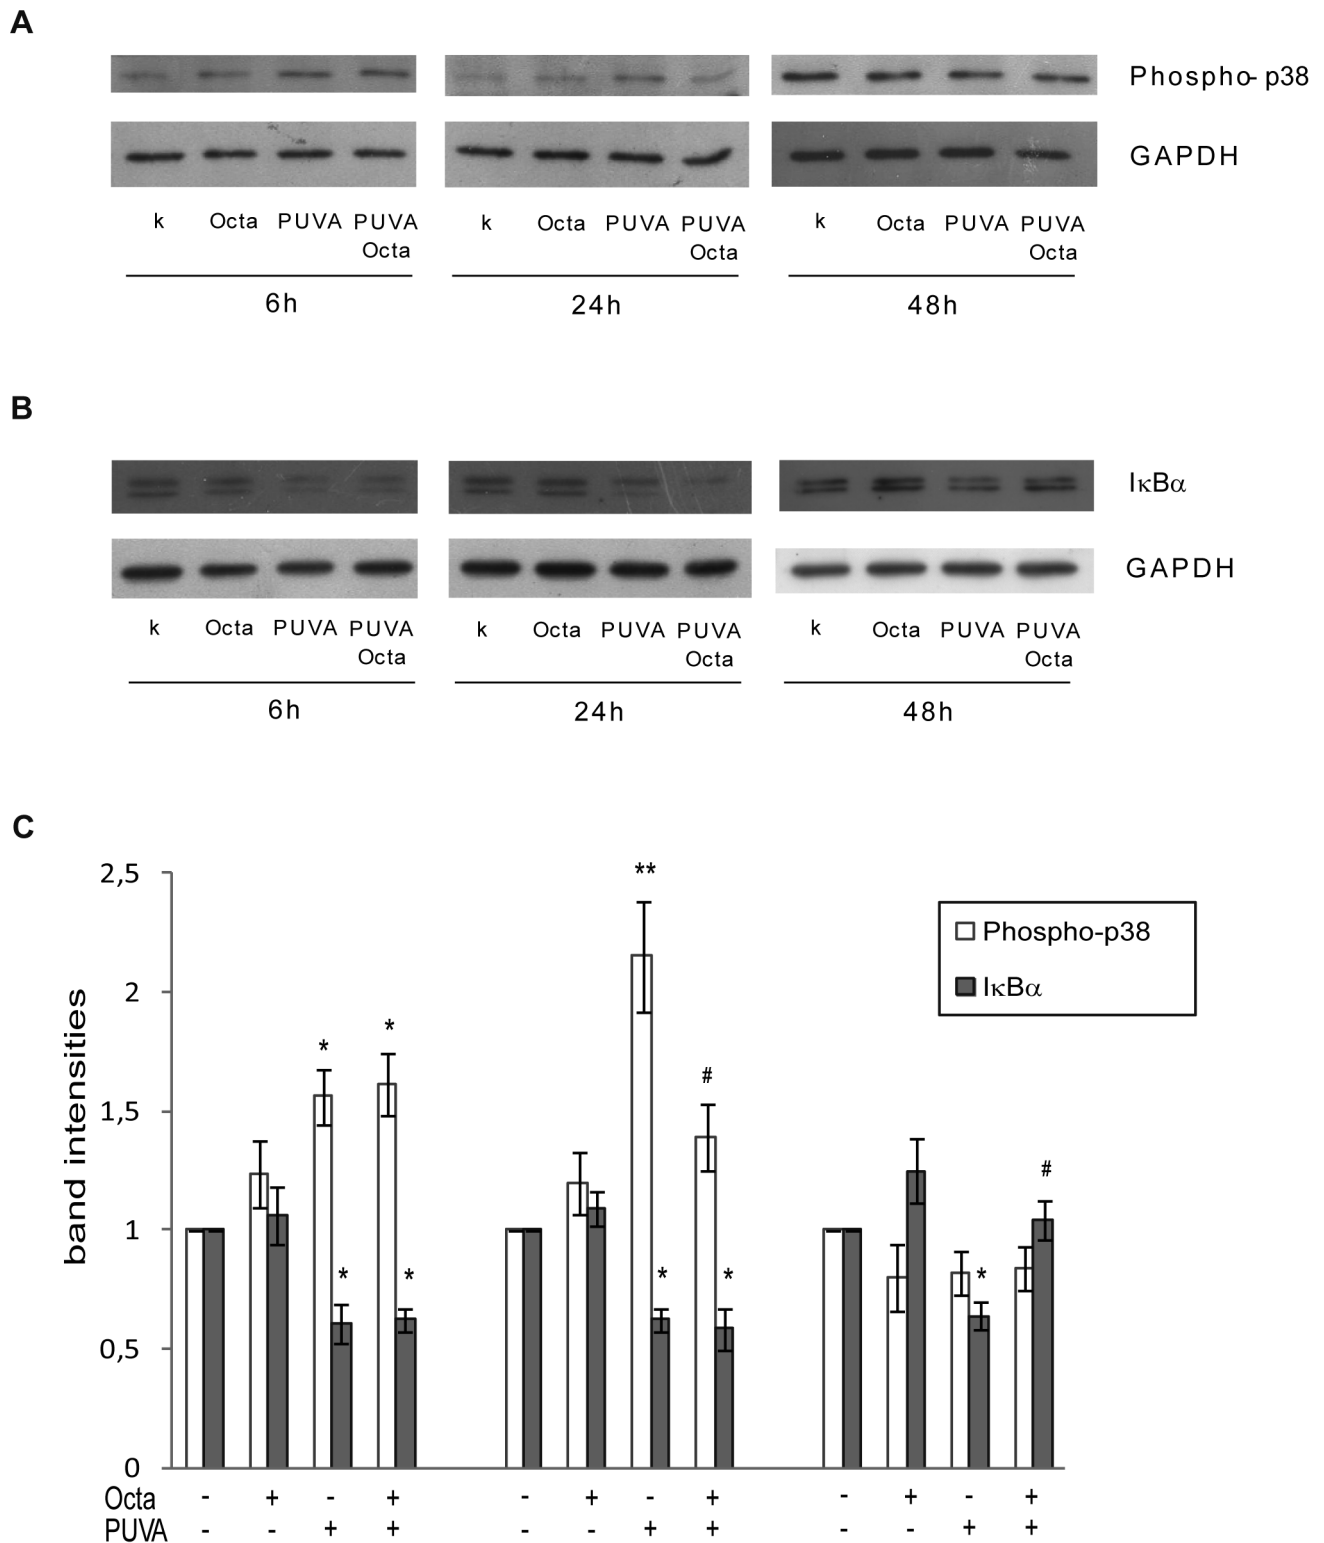 A
Phospho- p38
GAPDH
k Octa PUVA PUVA Octa k Octa PUVA PUVA Octa k Octa PUVA PUVA Octa
6h 24h 48h
B
IκBα
GAPDH
k Octa PUVA PUVA Octa k Octa PUVA PUVA Octa k Octa PUVA PUVA Octa
6h 24h 48h
C
band intensities
2,5
2
1,5
1
0,5
0
* * * *
** * # *
* #
Phospho-p38
IκBα
Octa - + - + - + - + - + - +
PUVA - - + + - - + + - - + +